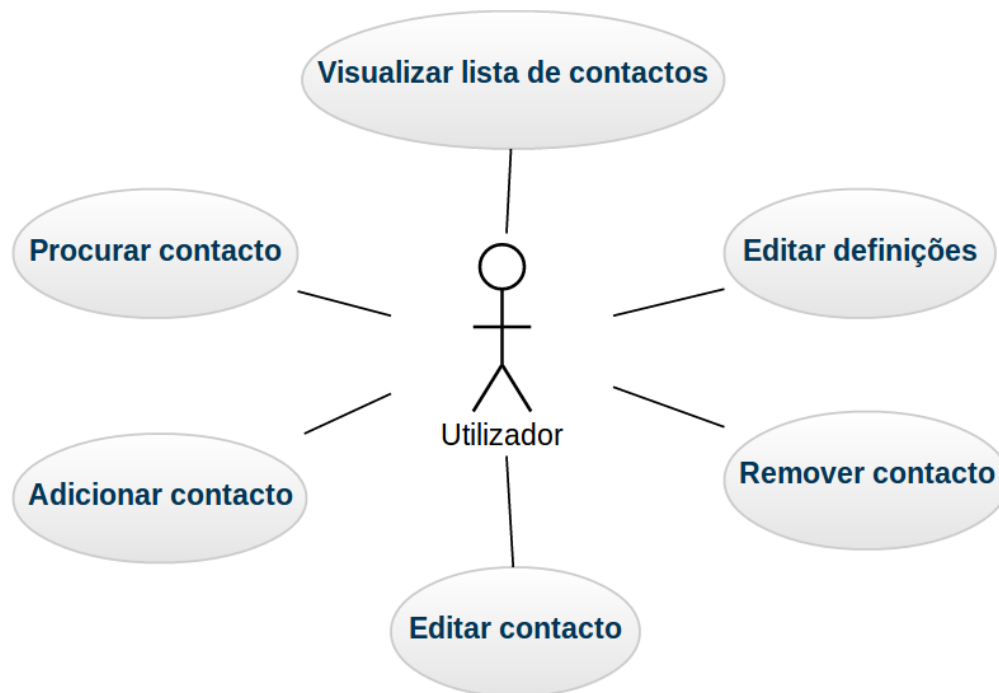 Visualizar lista de contactos
Procurar contacto
Editar definições
Utilizador
Adicionar contacto
Remover contacto
Editar contacto